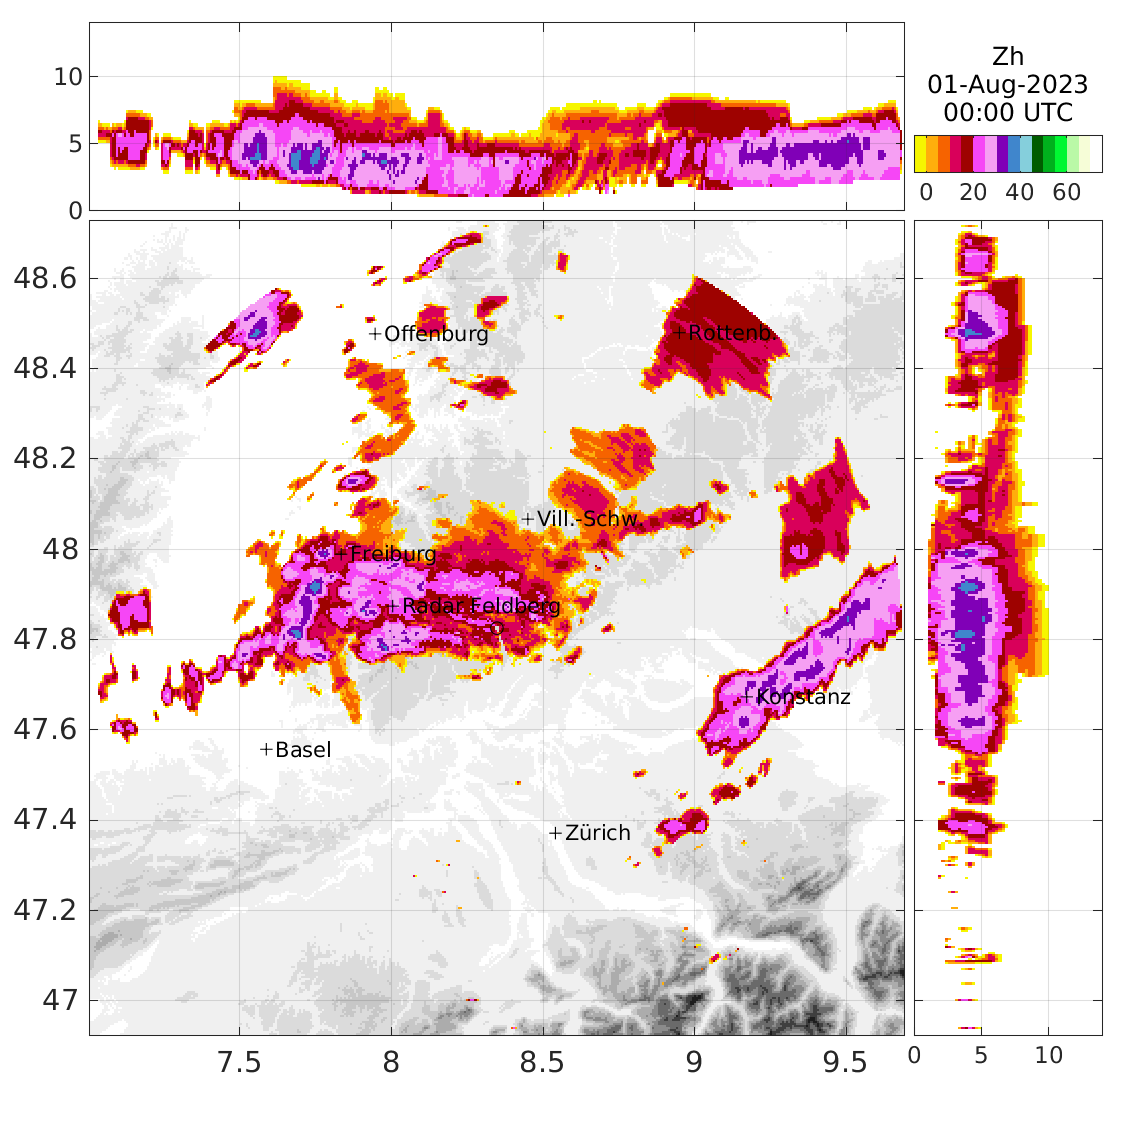 Zh
01-Aug-2023
00:00 UTC
0 20 40 60
10
5
0
48.6
48.4
48.2
48
47.8
47.6
47.4
47.2
47
+Offenburg
+Rottenb.
+Vill.-Schw.
+Freiburg
+Radar Feldberg
+Konstanz
+Basel
+Zürich
7.5 8 8.5 9 9.5
0 5 10